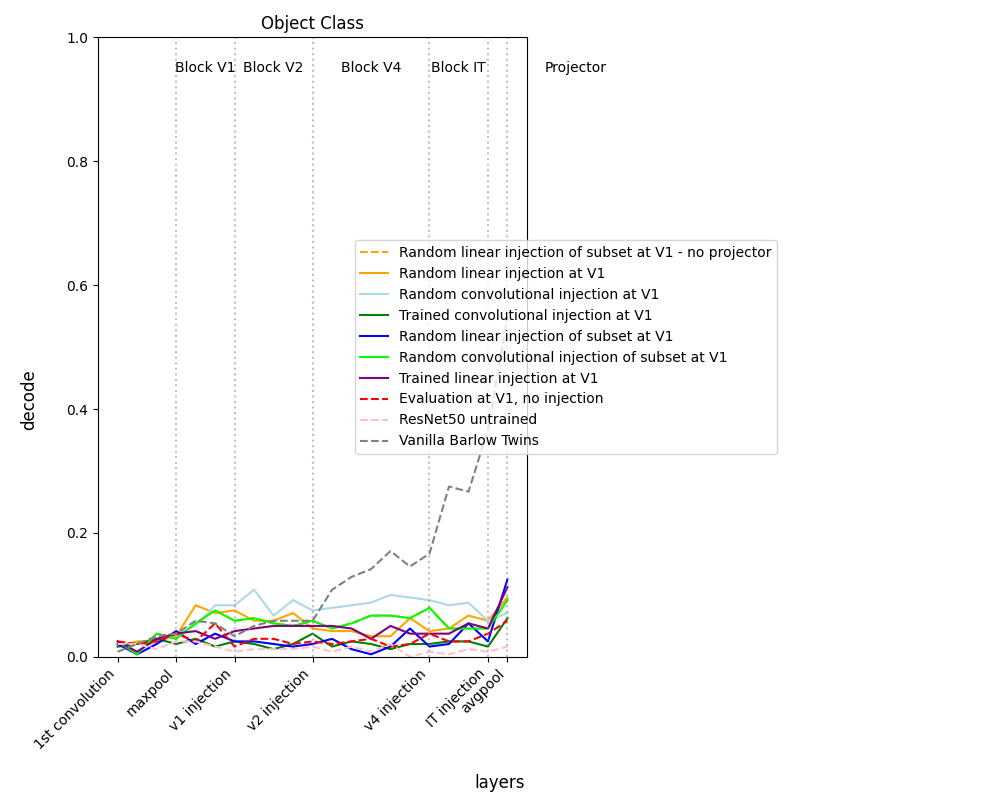 Object Class
1.0
Block V1 Block V2 Block V4 Block IT Projector
0.8
0.6
Random linear injection of subset at V1 - no projector
Random linear injection at V1
Random convolutional injection at V1
Trained convolutional injection at V1
Random linear injection of subset at V1
Random convolutional injection of subset at V1
Trained linear injection at V1
Evaluation at V1, no injection
ResNet50 untrained
Vanilla Barlow Twins
decode
0.4
0.2
0.0
1st convolution
maxpool
v1 injection
v2 injection
v4 injection
IT injection
avgpool
layers